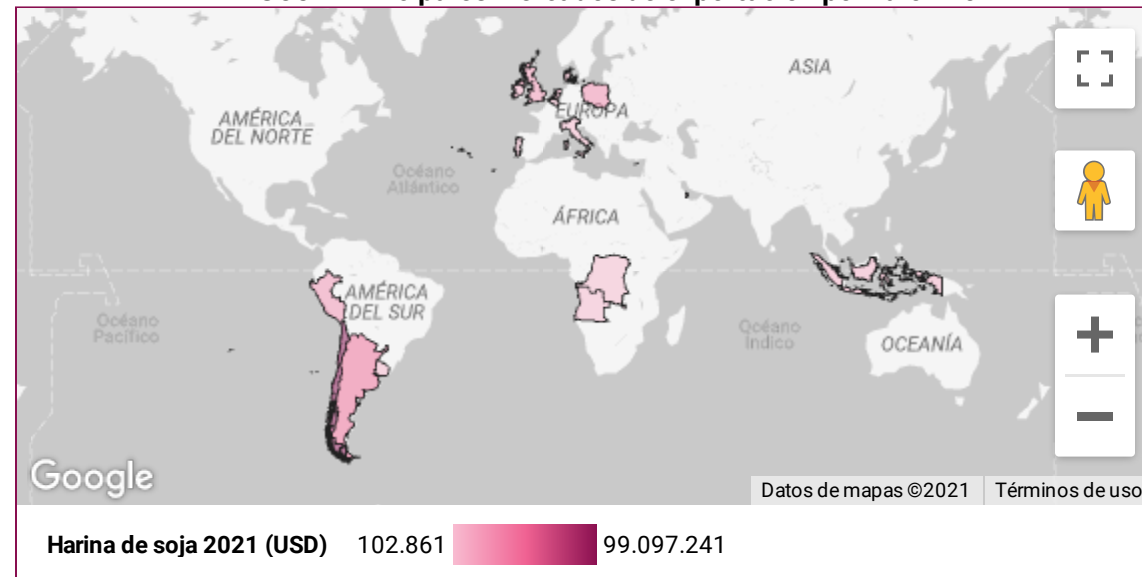 ASIA
AMÉRICA
DEL NORTE
EUROPA
Océano
Atlántico
ÁFRICA
AMÉRICA
DEL SUR
Océano
Pacífico
Océano
Índico
OCEANÍA
Google
Datos de mapas ©2021 Términos de uso
Harina de soja 2021 (USD) 102.861 99.097.241